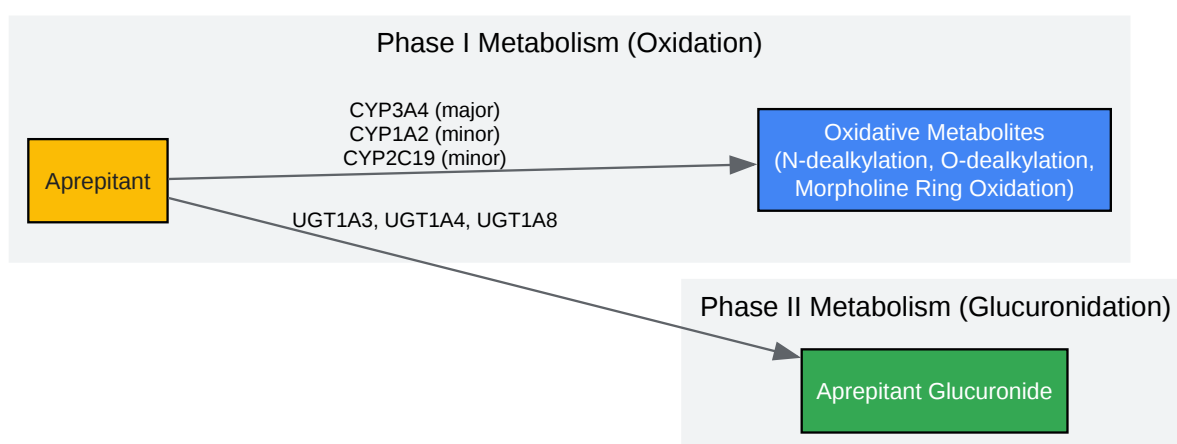 Phase I Metabolism (Oxidation)
CYP3A4 (major)
CYP1A2 (minor)
CYP2C19 (minor)
Aprepitant
Oxidative Metabolites
(N-dealkylation, O-dealkylation,
Morpholine Ring Oxidation)
UGT1A3, UGT1A4, UGT1A8
Phase II Metabolism (Glucuronidation)
Aprepitant Glucuronide